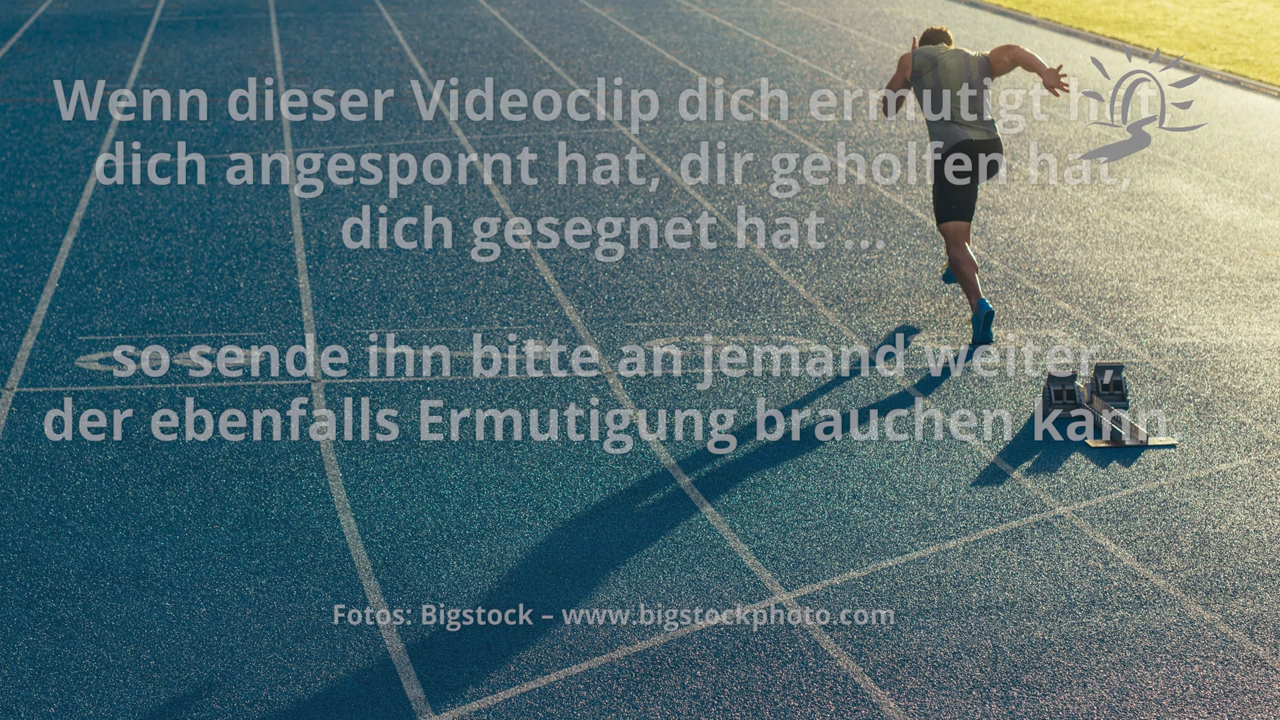 Wenn dieser Videoclip dich ermutigt hat,
dich angespornt hat, dir geholfen hat,
dich gesegnet hat ...
so sende ihn bitte an jemand weiter,
der ebenfalls Ermutigung brauchen kann
Fotos: Bigstock – www.bigstockphoto.com